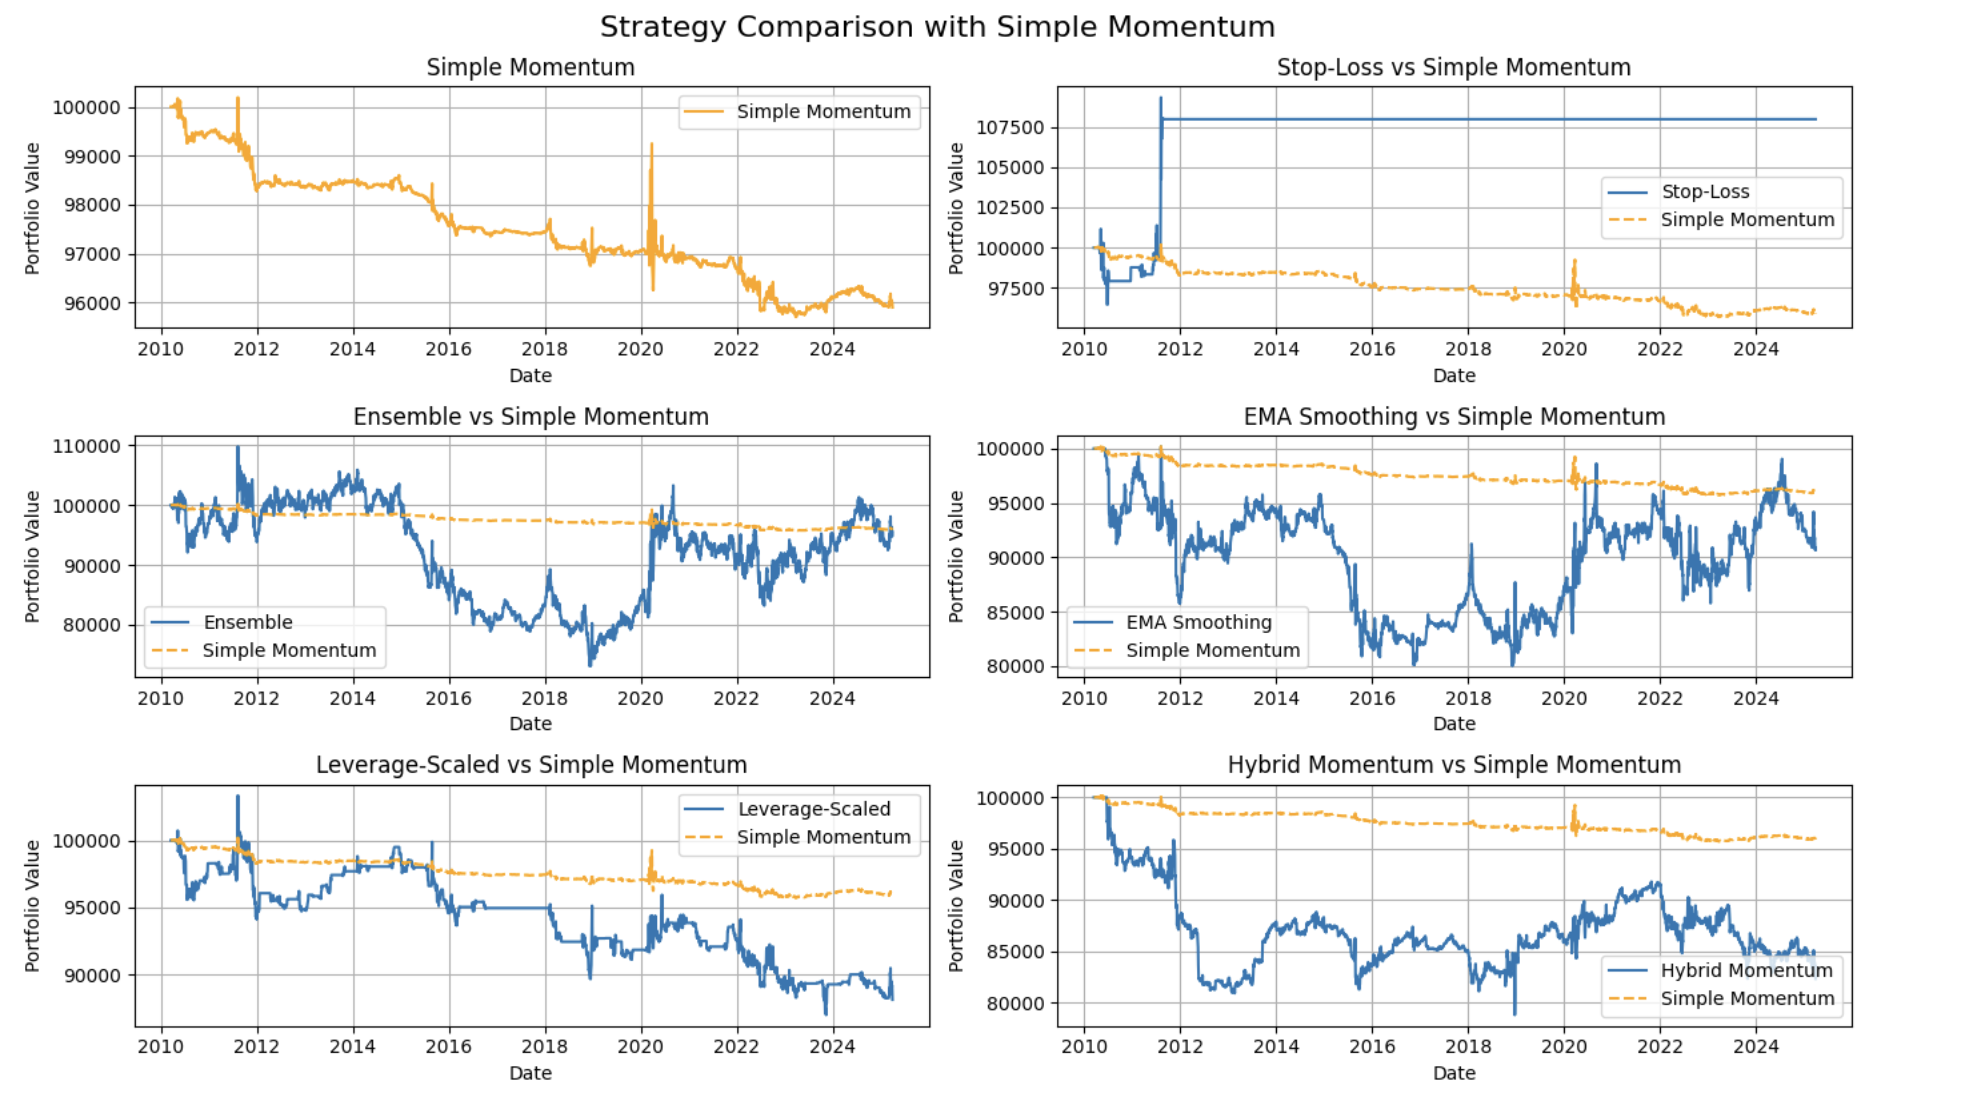 Strategy Comparison with Simple Momentum
Simple Momentum
Portfolio Value
100000
99000
98000
97000
96000
Simple Momentum
2010 2012 2014 2016 2018 2020 2022 2024
Date
Stop-Loss vs Simple Momentum
Portfolio Value
107500
105000
102500
100000
97500
Stop-Loss
Simple Momentum
2010 2012 2014 2016 2018 2020 2022 2024
Date
Ensemble vs Simple Momentum
Portfolio Value
110000
100000
90000
80000
Ensemble
Simple Momentum
2010 2012 2014 2016 2018 2020 2022 2024
Date
EMA Smoothing vs Simple Momentum
Portfolio Value
100000
95000
90000
85000
80000
EMA Smoothing
Simple Momentum
2010 2012 2014 2016 2018 2020 2022 2024
Date
Leverage-Scaled vs Simple Momentum
Portfolio Value
100000
95000
90000
Leverage-Scaled
Simple Momentum
2010 2012 2014 2016 2018 2020 2022 2024
Date
Hybrid Momentum vs Simple Momentum
Portfolio Value
100000
95000
90000
85000
80000
Hybrid Momentum
Simple Momentum
2010 2012 2014 2016 2018 2020 2022 2024
Date